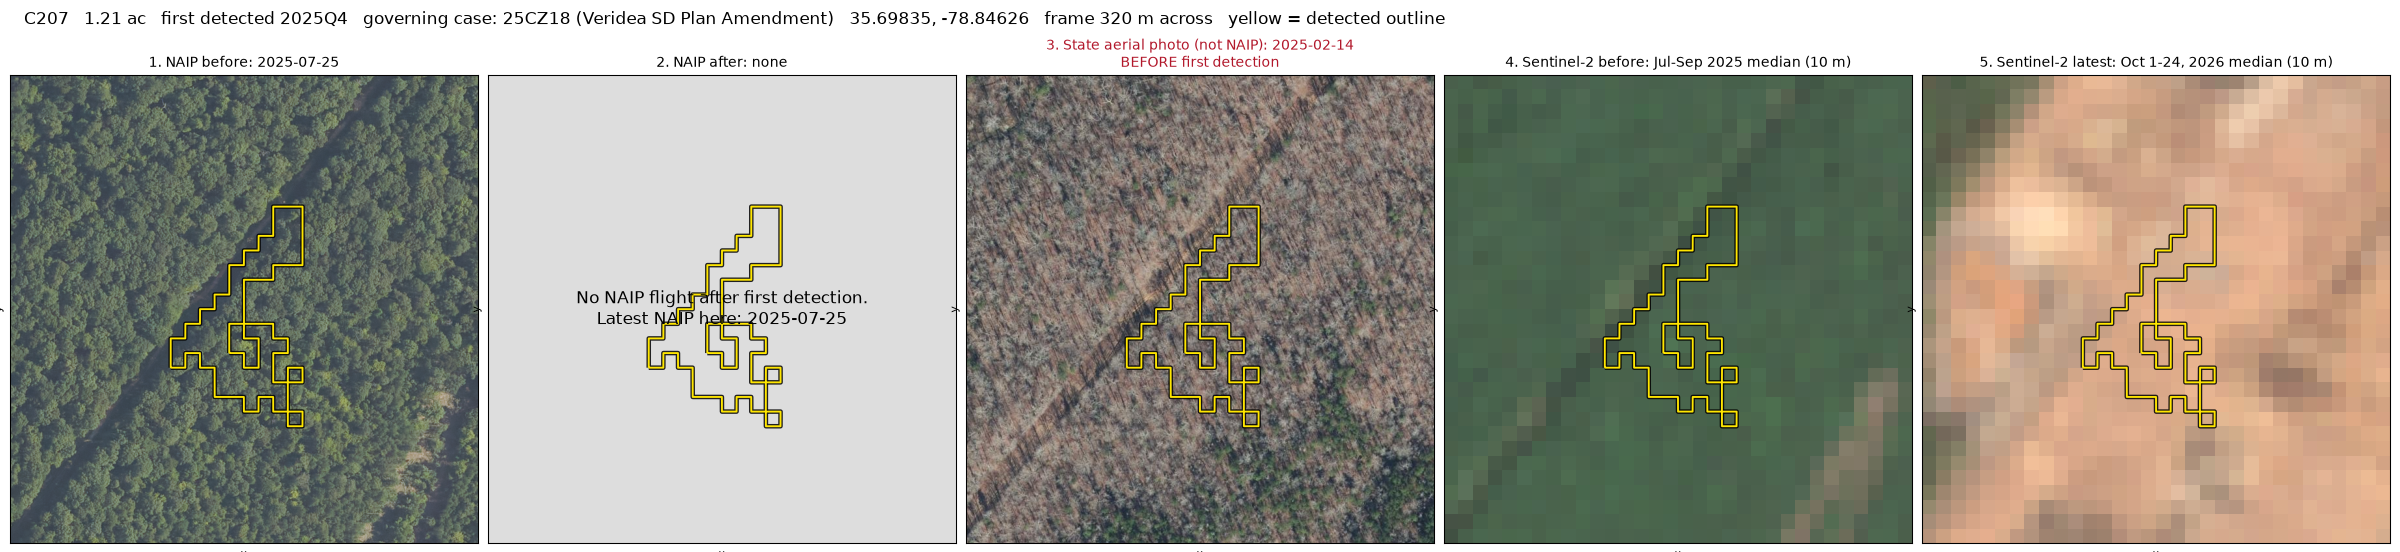 C207   1.21 ac   first detected 2025Q4   governing case: 25CZ18 (Veridea SD Plan Amendment)   35.69835, -78.84626   frame 320 m across   yellow = detected outline
1. NAIP before: 2025-07-25
2. NAIP after: none
3. State aerial photo (not NAIP): 2025-02-14
BEFORE first detection
4. Sentinel-2 before: Jul-Sep 2025 median (10 m)
5. Sentinel-2 latest: Oct 1-24, 2026 median (10 m)
No NAIP flight after first detection.
Latest NAIP here: 2025-07-25